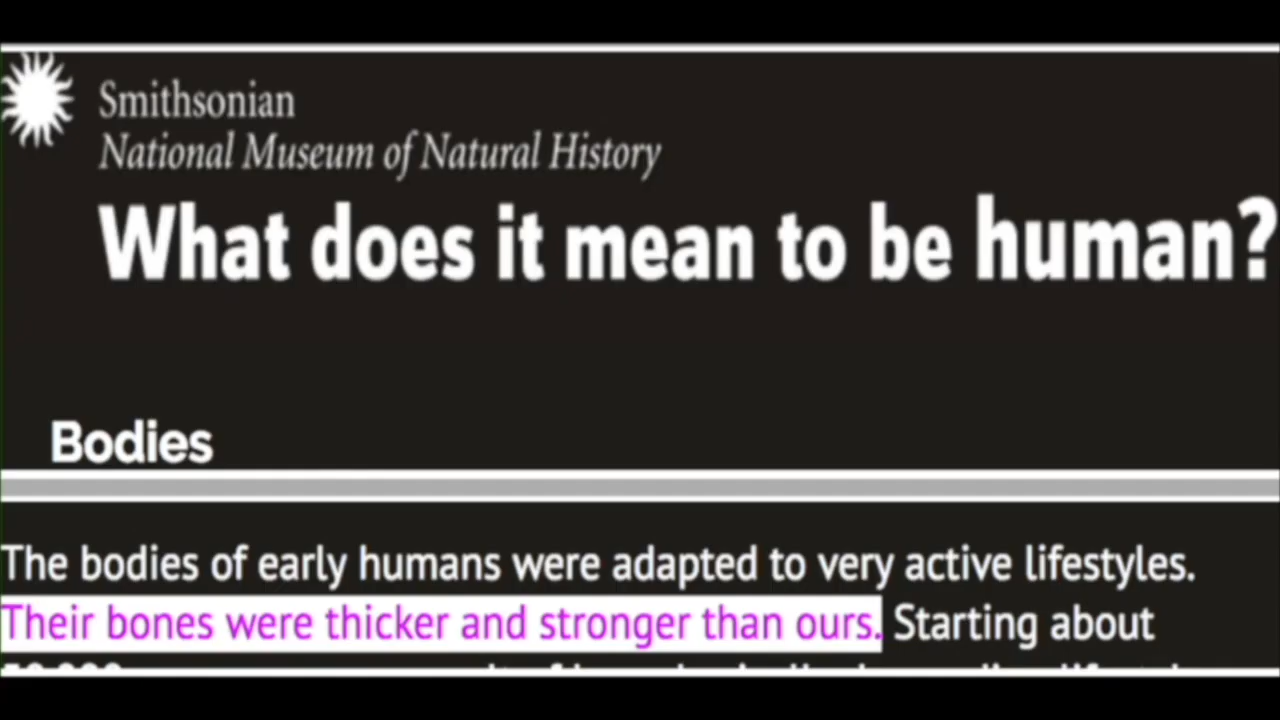 Smithsonian
National Museum of Natural History
What does it mean to be human?
Bodies
The bodies of early humans were adapted to very active lifestyles.
Their bones were thicker and stronger than ours. Starting about